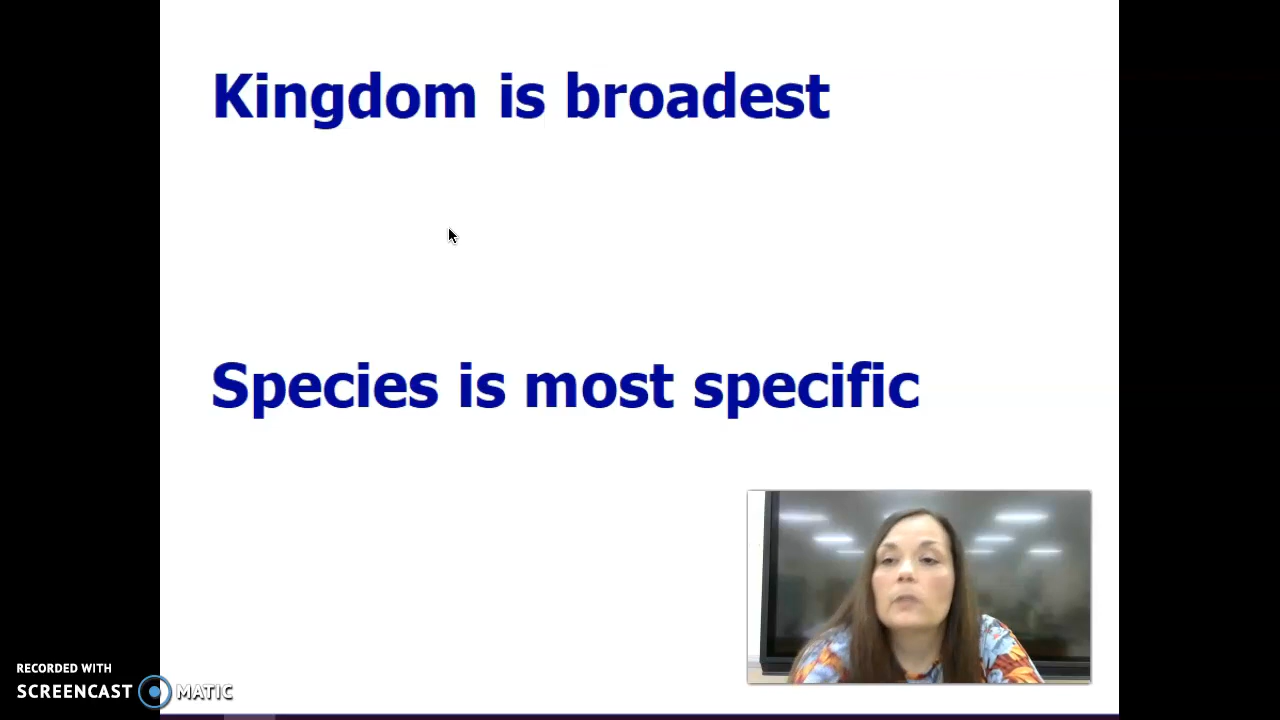 Kingdom is broadest
Species is most specific
RECORDED WITH
SCREENCAST MATIC